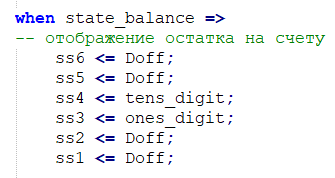 when state_balance =>
-- отображение остатка на счету
ss6 <= Doff;
ss5 <= Doff;
ss4 <= tens_digit;
ss3 <= ones_digit;
ss2 <= Doff;
ss1 <= Doff;